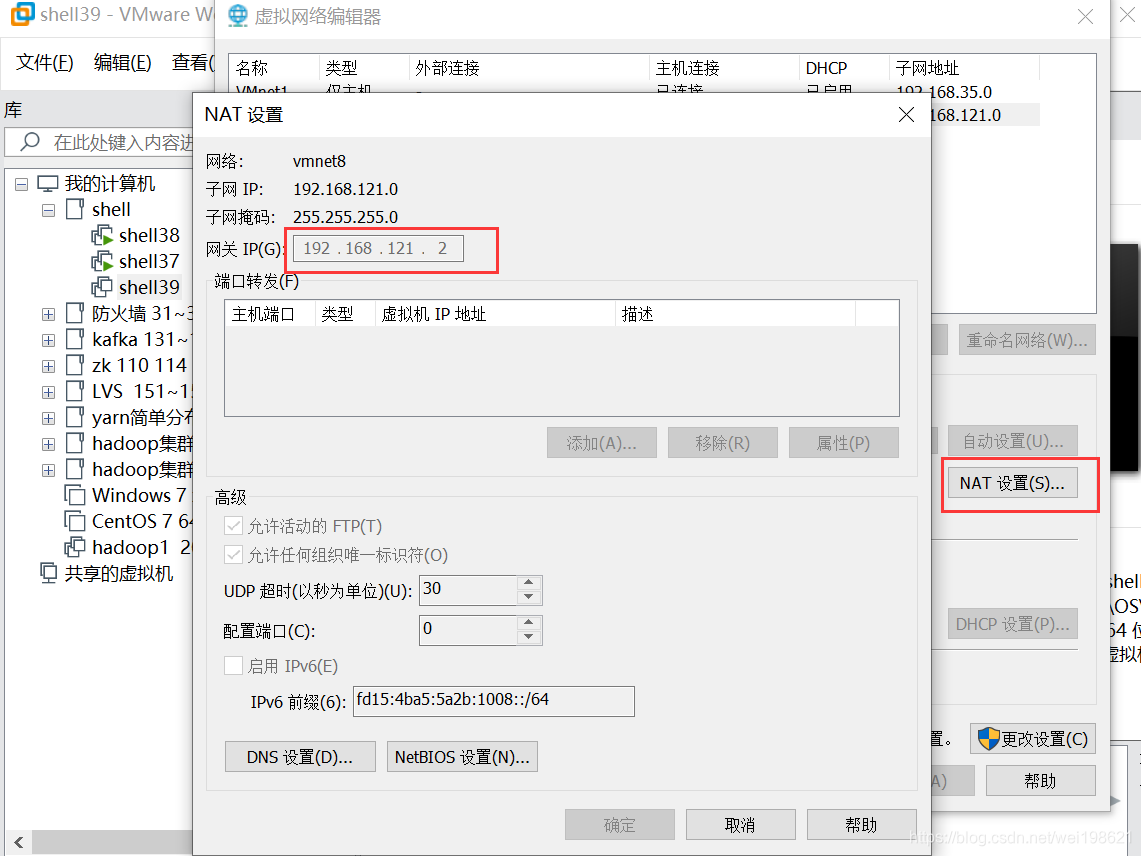 shell39 - VMware W
虚拟网络编辑器
文件(F) 编辑(E) 查看(
名称 类型 外部连接 主机连接 DHCP 子网地址
VMnet1 仅主机... - 已连接 已启用 192.168.35.0
168.121.0
库
在此处键入内容进
我的计算机
shell
shell38
shell37
shell39
防火墙 31~3
kafka 131~
zk 110 114
LVS 151~15
yarn简单分布
hadoop集群
hadoop集群
Windows 7
CentOS 7 64
hadoop1 20
共享的虚拟机
NAT 设置
网络: vmnet8
子网 IP: 192.168.121.0
子网掩码: 255.255.255.0
网关 IP(G): 192 . 168 . 121 . 2
端口转发(F)
主机端口 类型 虚拟机 IP 地址 描述
添加(A)... 移除(R) 属性(P)
高级
允许活动的 FTP(T)
允许任何组织唯一标识符(O)
UDP 超时(以秒为单位)(U): 30
配置端口(C): 0
启用 IPv6(E)
IPv6 前缀(6): fd15:4ba5:5a2b:1008::/64
DNS 设置(D)... NetBIOS 设置(N)...
确定 取消 帮助
重命名网络(W)...
自动设置(U)...
NAT 设置(S)...
DHCP 设置(P)...
置。 更改设置(C)
A) 帮助
shell
\OS\
64 位
虚拟机
https://blog.csdn.net/wei198621